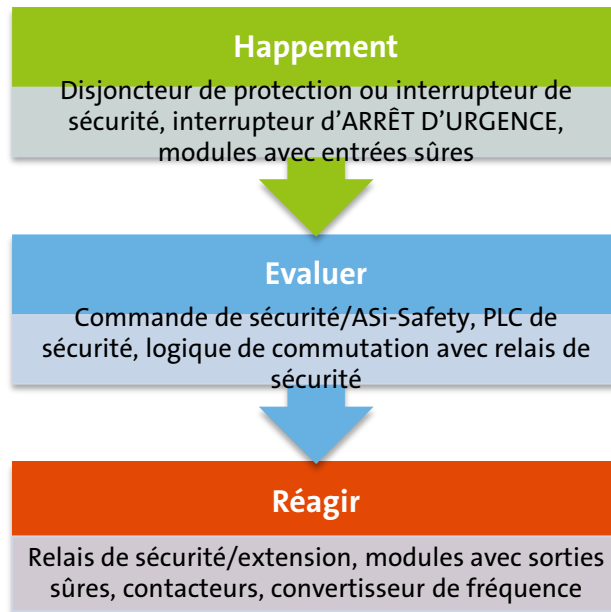 Happement
Disjoncteur de protection ou interrupteur de
sécurité, interrupteur d'ARRÊT D'URGENCE,
modules avec entrées sûres
Evaluer
Commande de sécurité/ASi-Safety, PLC de
sécurité, logique de commutation avec relais de
sécurité
Réagir
Relais de sécurité/extension, modules avec sorties
sûres, contacteurs, convertisseur de fréquence